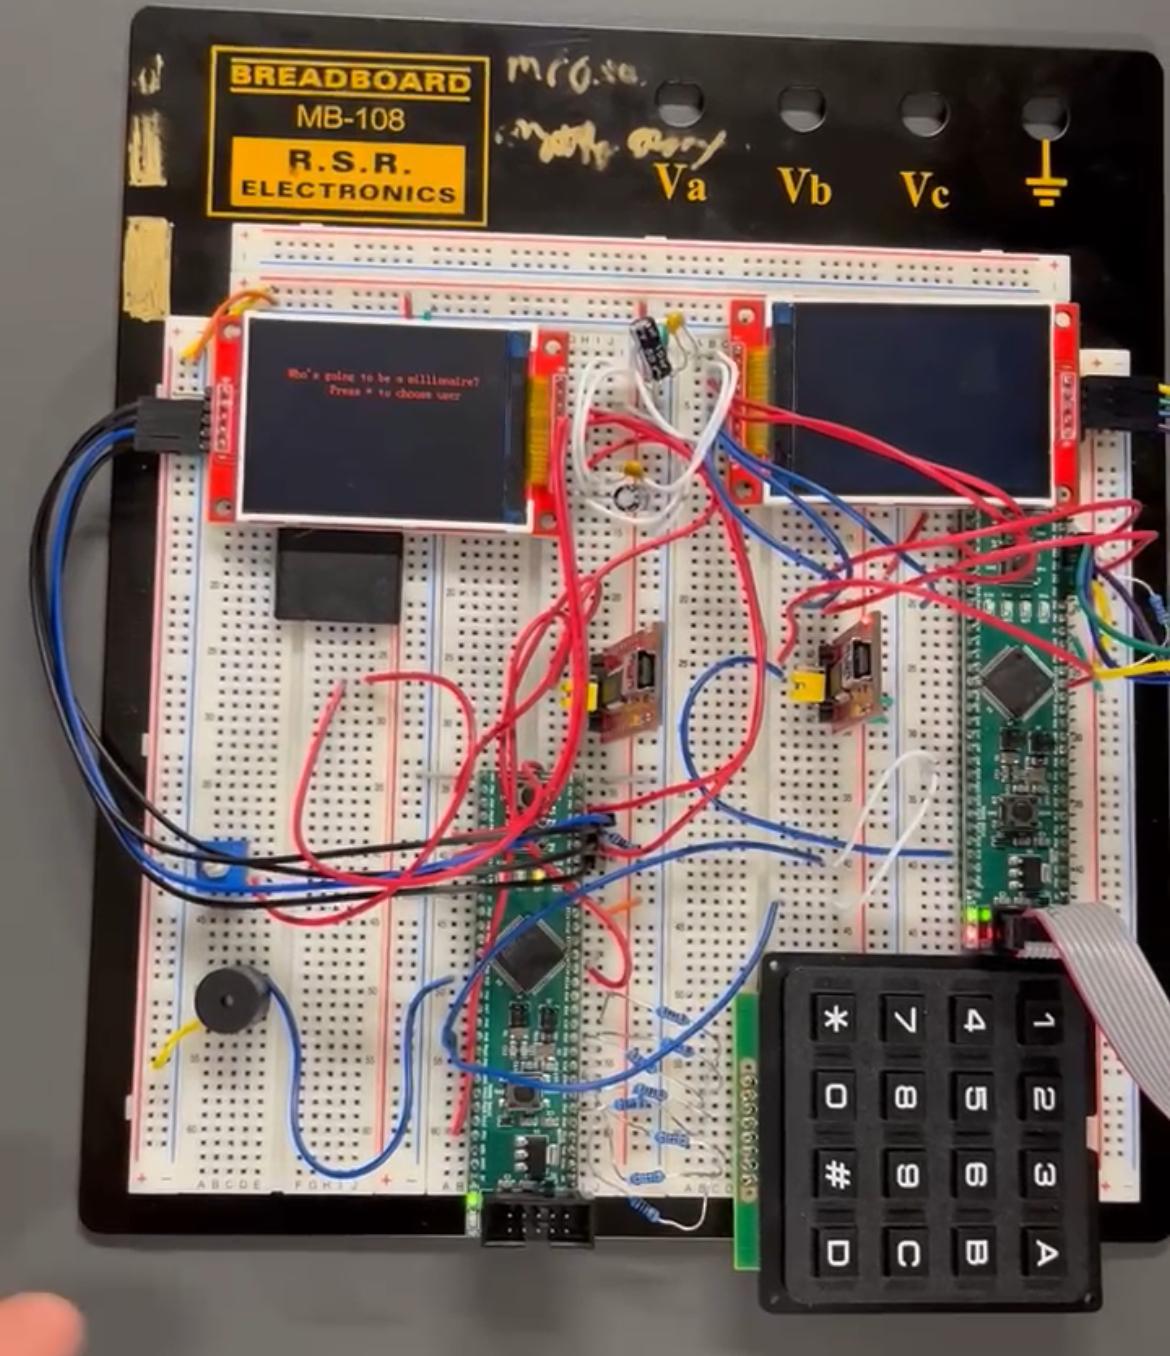 BREADBOARD
MB-108
R.S.R.
ELECTRONICS
Va Vb Vc
Who's going to be a millionaire?
Press * to choose user
* 7 4 1
0 8 5 2
# 9 6 3
D C B A